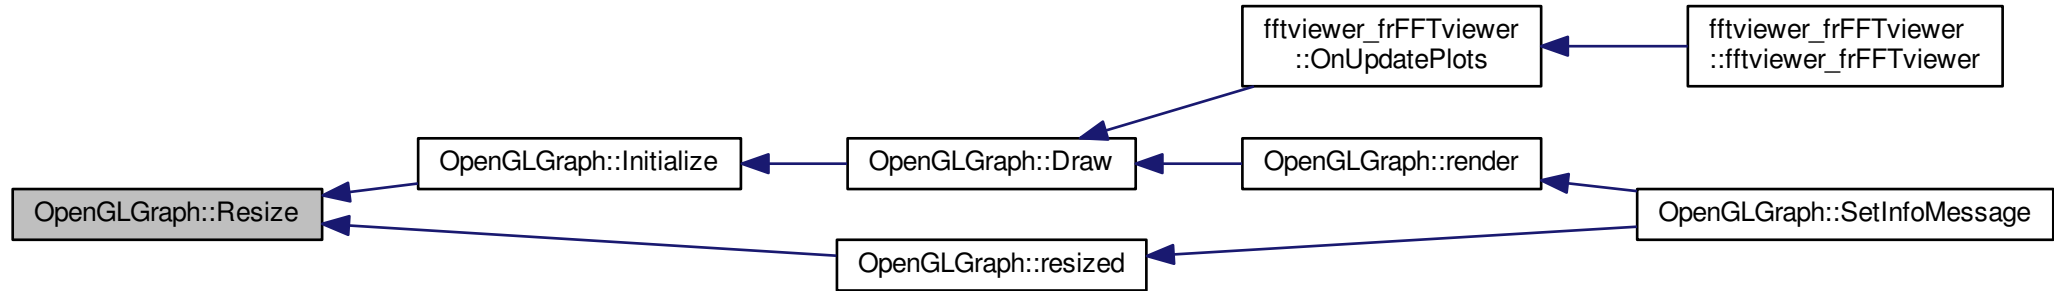 fftviewer_frFFTviewer
::OnUpdatePlots
fftviewer_frFFTviewer
::fftviewer_frFFTviewer
OpenGLGraph::Initialize
OpenGLGraph::Draw
OpenGLGraph::render
OpenGLGraph::Resize
OpenGLGraph::SetInfoMessage
OpenGLGraph::resized